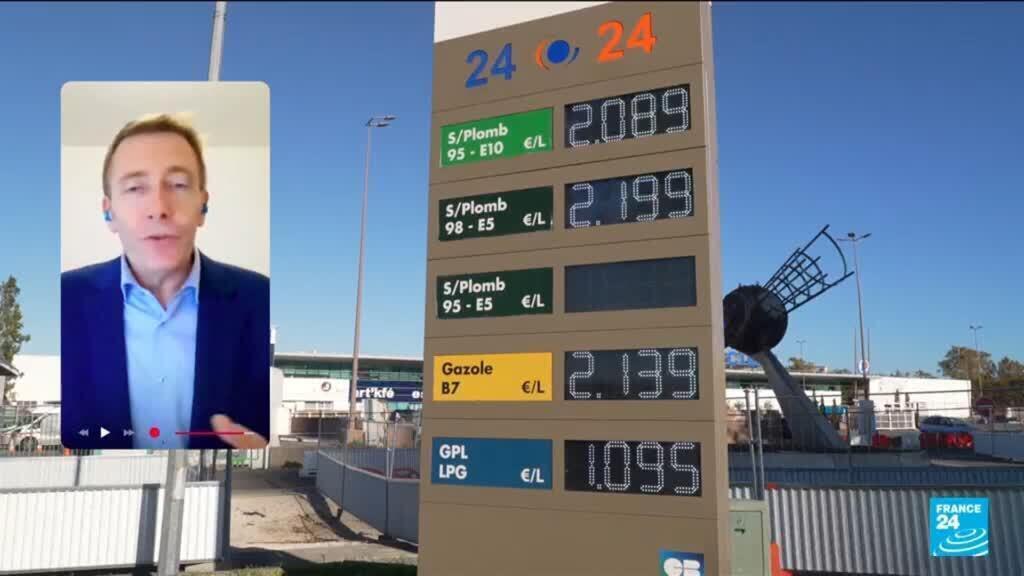 24 24
S/Plomb
95 - E10 €/L
2.089
S/Plomb
98 - E5 €/L
2.199
S/Plomb
95 - E5 €/L
Gazole
B7 €/L
2.139
GPL
LPG €/L
1.095
CB
FRANCE
24